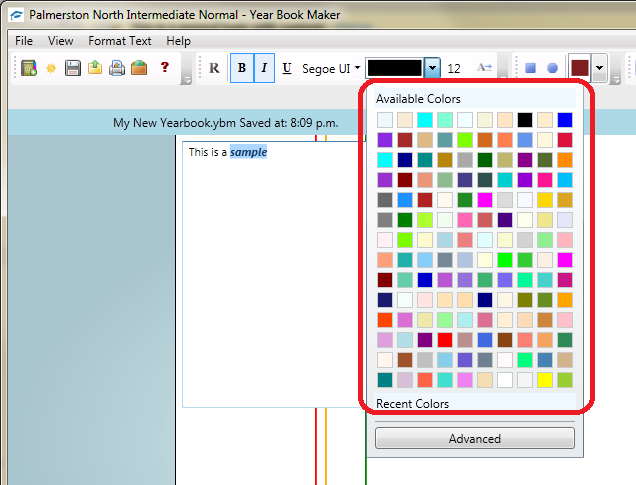 Palmerston North Intermediate Normal - Year Book Maker
File View Format Text Help
? R B I U Segoe UI 12 A
My New Yearbook.ybm Saved at: 8:09 p.m.
Available Colors
This is a sample
Recent Colors
Advanced